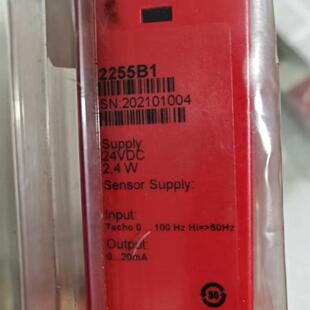 2255B1
SN:202101004
Supply:
24VDC
2,4 W
Sensor Supply:
Input:
Tacho 0... 100 Hz Hi=>50Hz
Output:
0...20mA
50